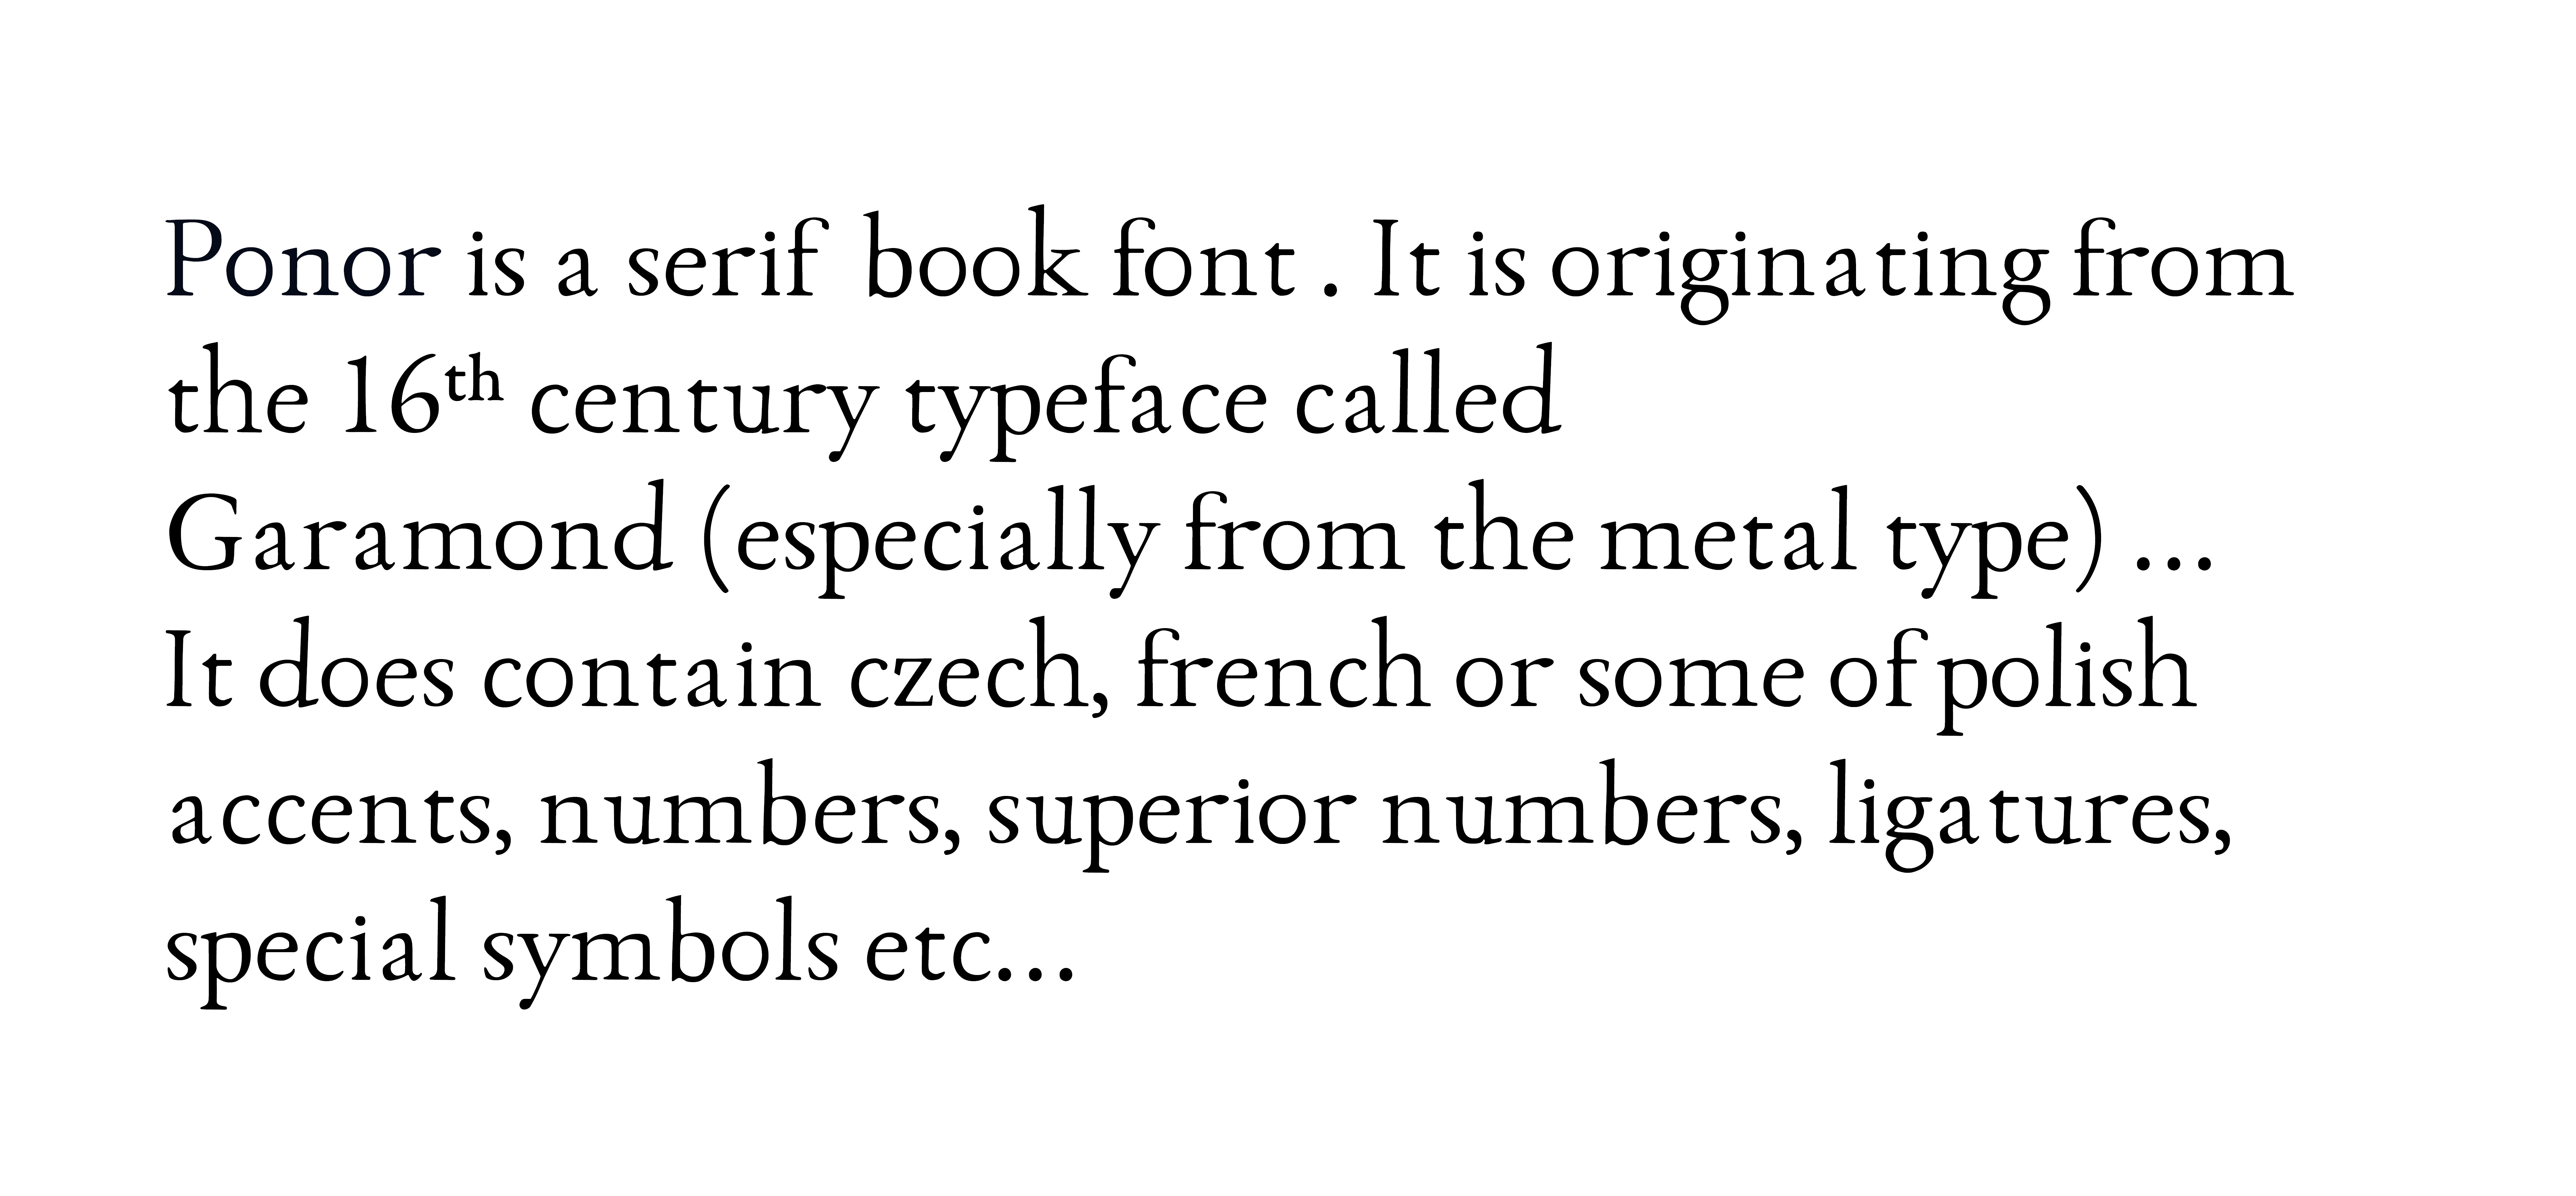 Ponor is a serif book font . It is originating from
the 16th century typeface called
Garamond (especially from the metal type) ...
It does contain czech, french or some of polish
accents, numbers, superior numbers, ligatures,
special symbols etc...